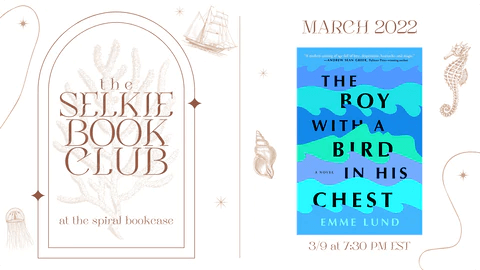 the
SELKIE
BOOK
CLUB
at the spiral bookcase
MARCH 2022
THE
BOY
WITH A
BIRD
A NOVEL
IN HIS
CHEST
EMME LUND
3/9 at 7:30 PM EST